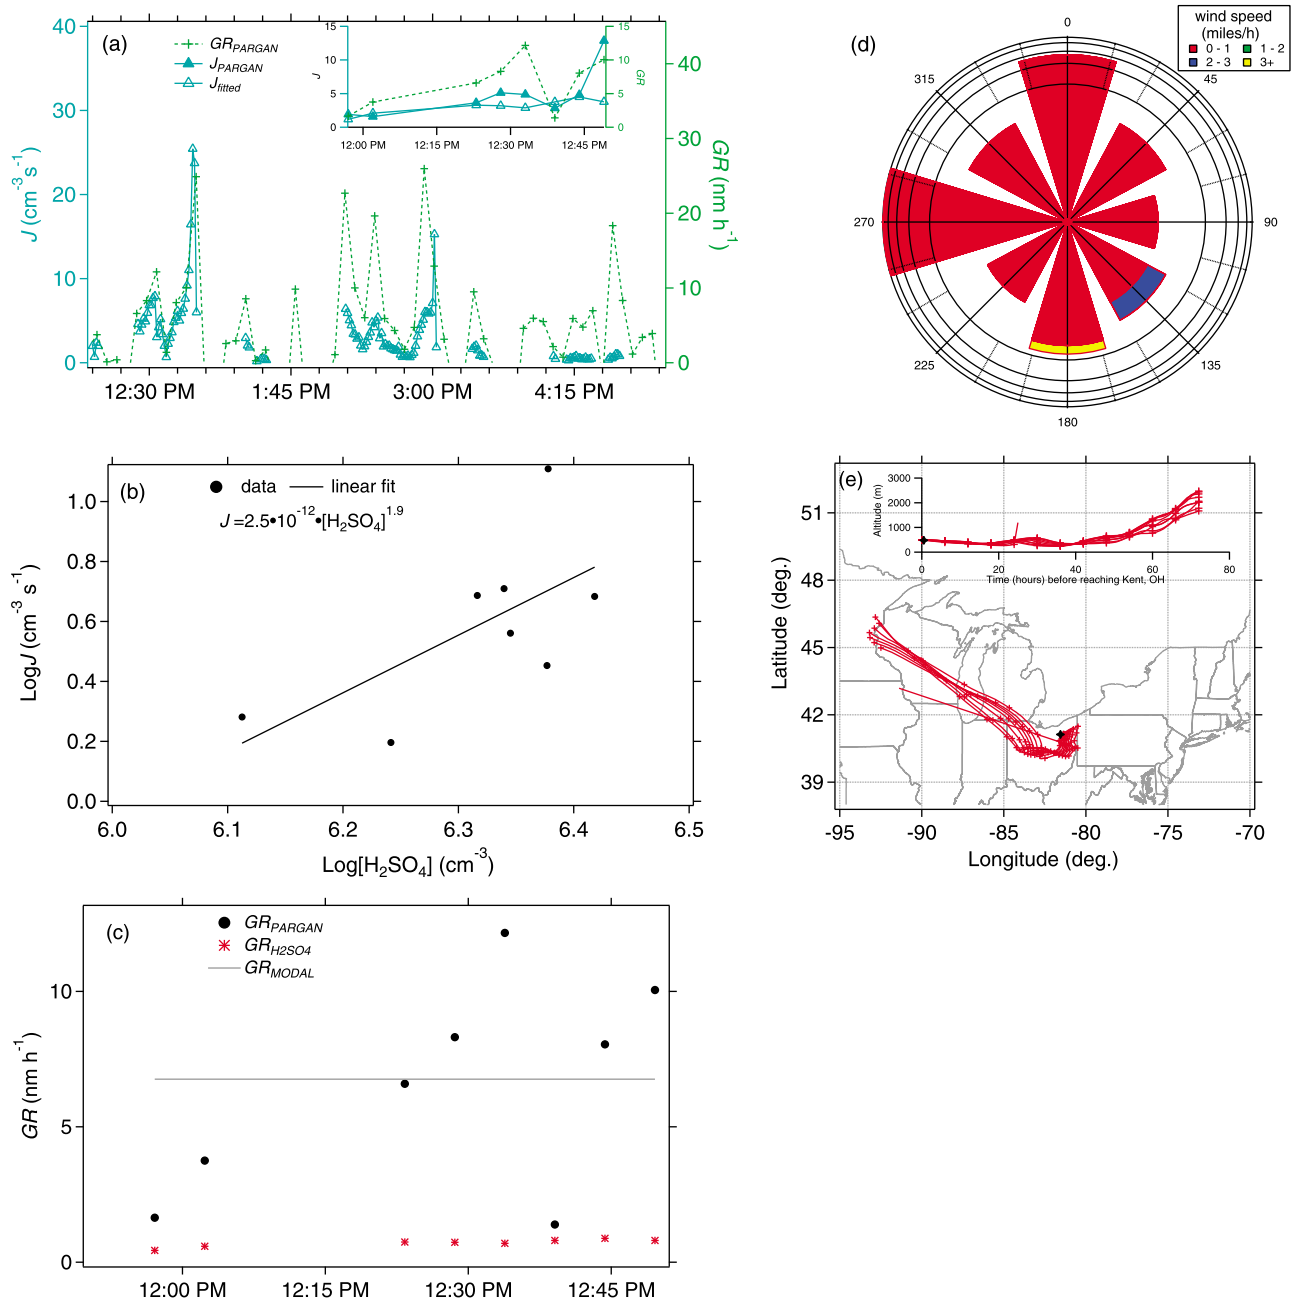 (a)
GR_PARGAN
J_PARGAN
J_fitted
40
30
20
10
0
J (cm⁻³ s⁻¹)
40
30
20
10
0
GR (nm h⁻¹)
12:30 PM 1:45 PM 3:00 PM 4:15 PM
15
10
5
0
J
15
10
5
0
GR
12:00 PM 12:15 PM 12:30 PM 12:45 PM
(d)
wind speed
(miles/h)
0 - 1 1 - 2
2 - 3 3+
0
45
90
135
180
225
270
315
(b)
data linear fit
J =2.5•10⁻¹²•[H₂SO₄]¹·⁹
1.0
0.8
0.6
0.4
0.2
0.0
LogJ (cm⁻³ s⁻¹)
6.0 6.1 6.2 6.3 6.4 6.5
Log[H₂SO₄] (cm⁻³)
(e)
3000
2000
1000
0
Altitude (m)
0 20 40 60 80
Time (hours) before reaching Kent, OH
51
48
45
42
39
Latitude (deg.)
-95 -90 -85 -80 -75 -70
Longitude (deg.)
(c)
GR_PARGAN
GR_H2SO4
GR_MODAL
10
5
0
GR (nm h⁻¹)
12:00 PM 12:15 PM 12:30 PM 12:45 PM